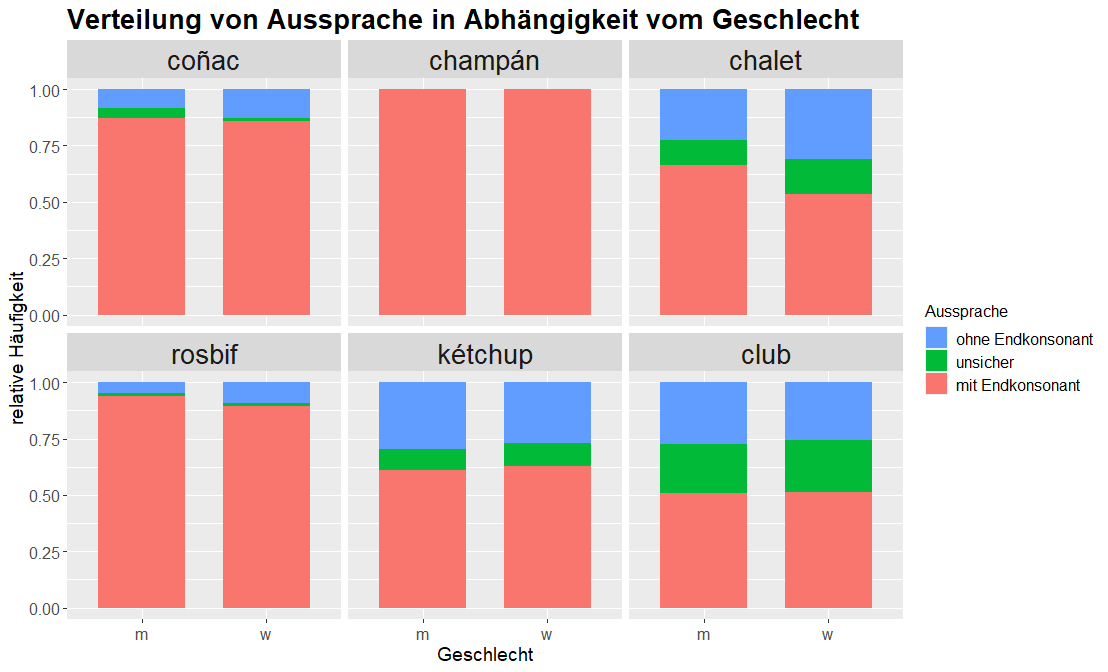 Verteilung von Aussprache in Abhängigkeit vom Geschlecht
coñac champán chalet
1.00
0.75
0.50
0.25
0.00
rosbif kétchup club
1.00
0.75
0.50
0.25
0.00
m w m w m w
Geschlecht
relative Häufigkeit
Aussprache
ohne Endkonsonant
unsicher
mit Endkonsonant